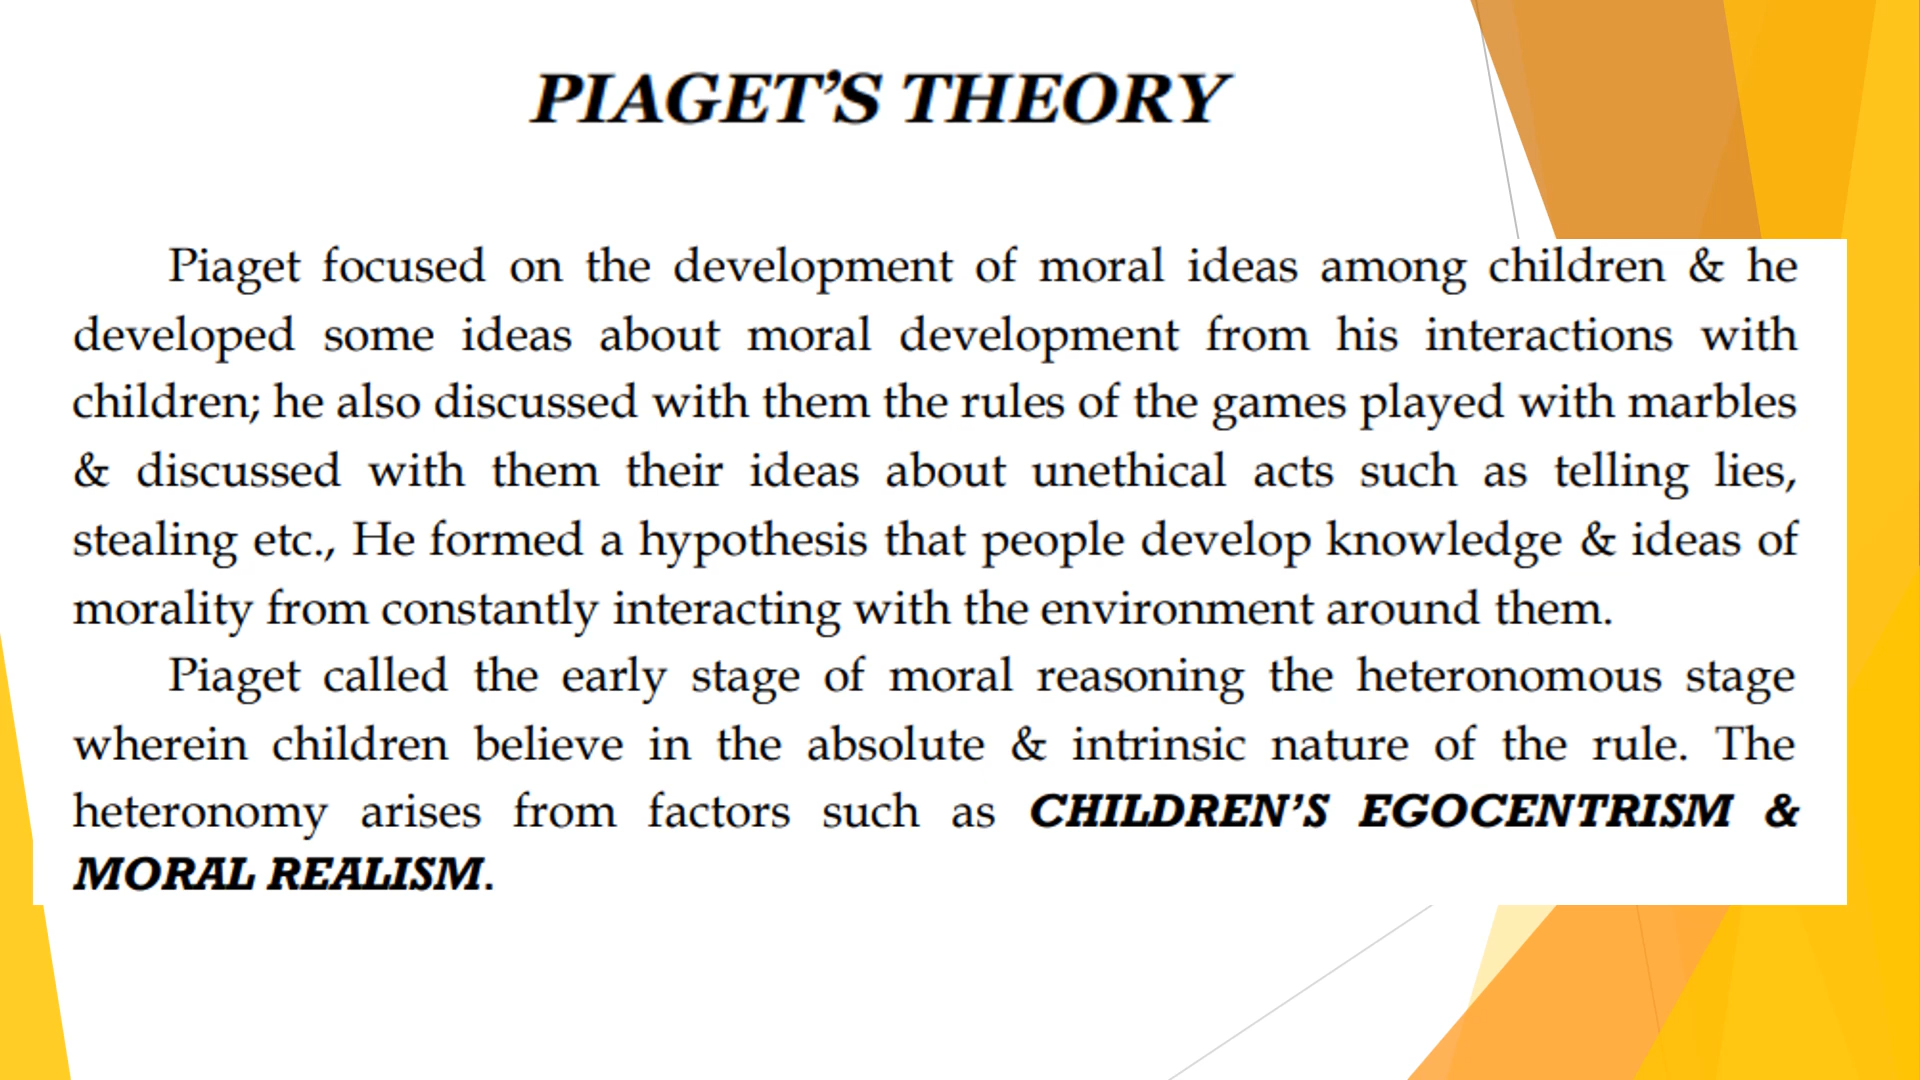 PIAGET’S THEORY
Piaget focused on the development of moral ideas among children & he
developed some ideas about moral development from his interactions with
children; he also discussed with them the rules of the games played with marbles
& discussed with them their ideas about unethical acts such as telling lies,
stealing etc., He formed a hypothesis that people develop knowledge & ideas of
morality from constantly interacting with the environment around them.
Piaget called the early stage of moral reasoning the heteronomous stage
wherein children believe in the absolute & intrinsic nature of the rule. The
heteronomy arises from factors such as CHILDREN’S EGOCENTRISM &
MORAL REALISM.